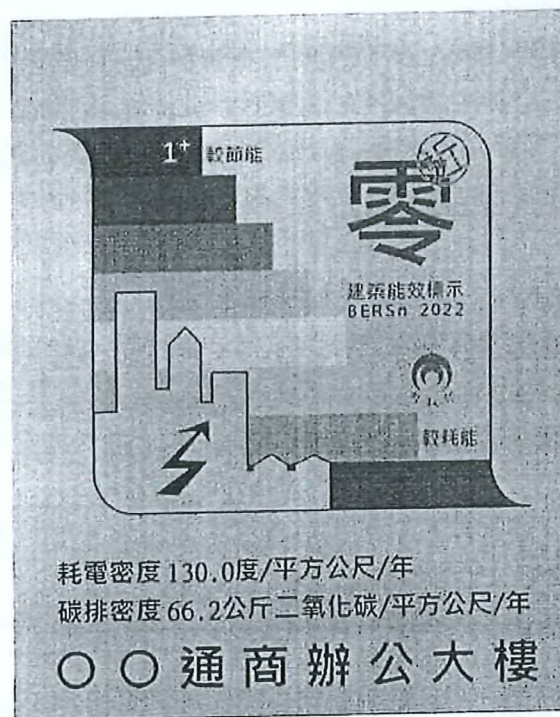 1+ 較節能
零
建築能效標示
BERSn 2022
較耗能
耗電密度130.0度/平方公尺/年
碳排密度66.2公斤二氧化碳/平方公尺/年
○○通商辦公大樓